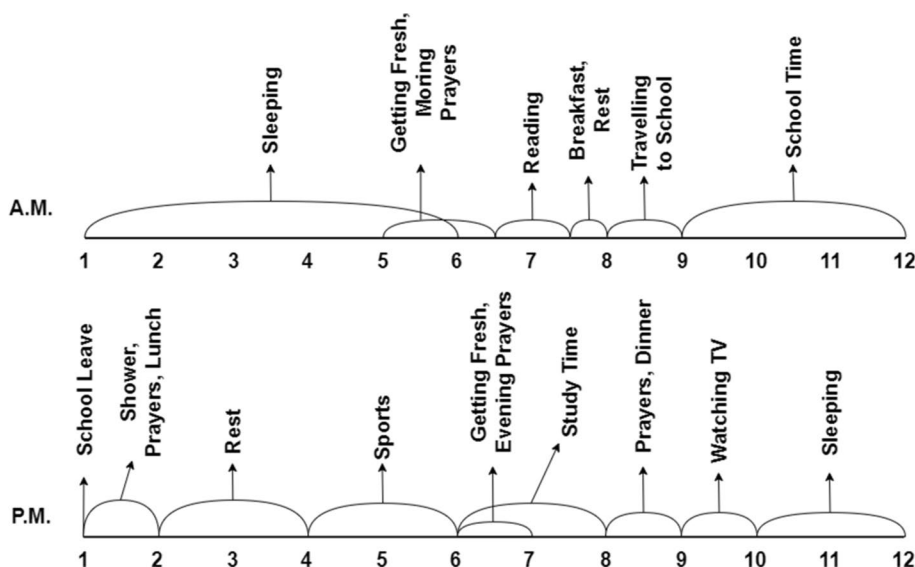 Sleeping
Getting Fresh,
Moring
Prayers
Reading
Breakfast,
Rest
Travelling
to School
School Time
A.M.
1 2 3 4 5 6 7 8 9 10 11 12
School Leave
Shower,
Prayers, Lunch
Rest
Sports
Getting Fresh,
Evening Prayers
Study Time
Prayers, Dinner
Watching TV
Sleeping
P.M.
1 2 3 4 5 6 7 8 9 10 11 12